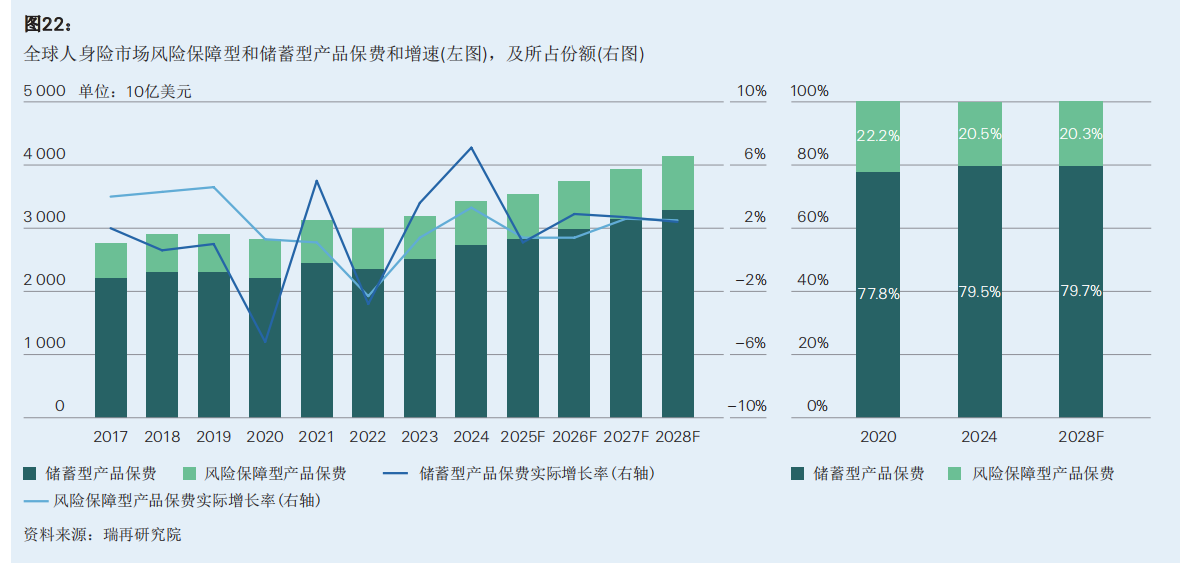 图22：
全球人身险市场风险保障型和储蓄型产品保费和增速(左图)，及所占份额(右图)
5 000 单位：10亿美元 10% 100%
22.2% 20.5% 20.3%
4 000 6% 80%
3 000 2% 60%
2 000 −2% 40%
77.8% 79.5% 79.7%
1 000 −6% 20%
0 −10% 0%
2017 2018 2019 2020 2021 2022 2023 2024 2025F 2026F 2027F 2028F 2020 2024 2028F
储蓄型产品保费 风险保障型产品保费 储蓄型产品保费实际增长率(右轴) 储蓄型产品保费 风险保障型产品保费
风险保障型产品保费实际增长率(右轴)
资料来源：瑞再研究院